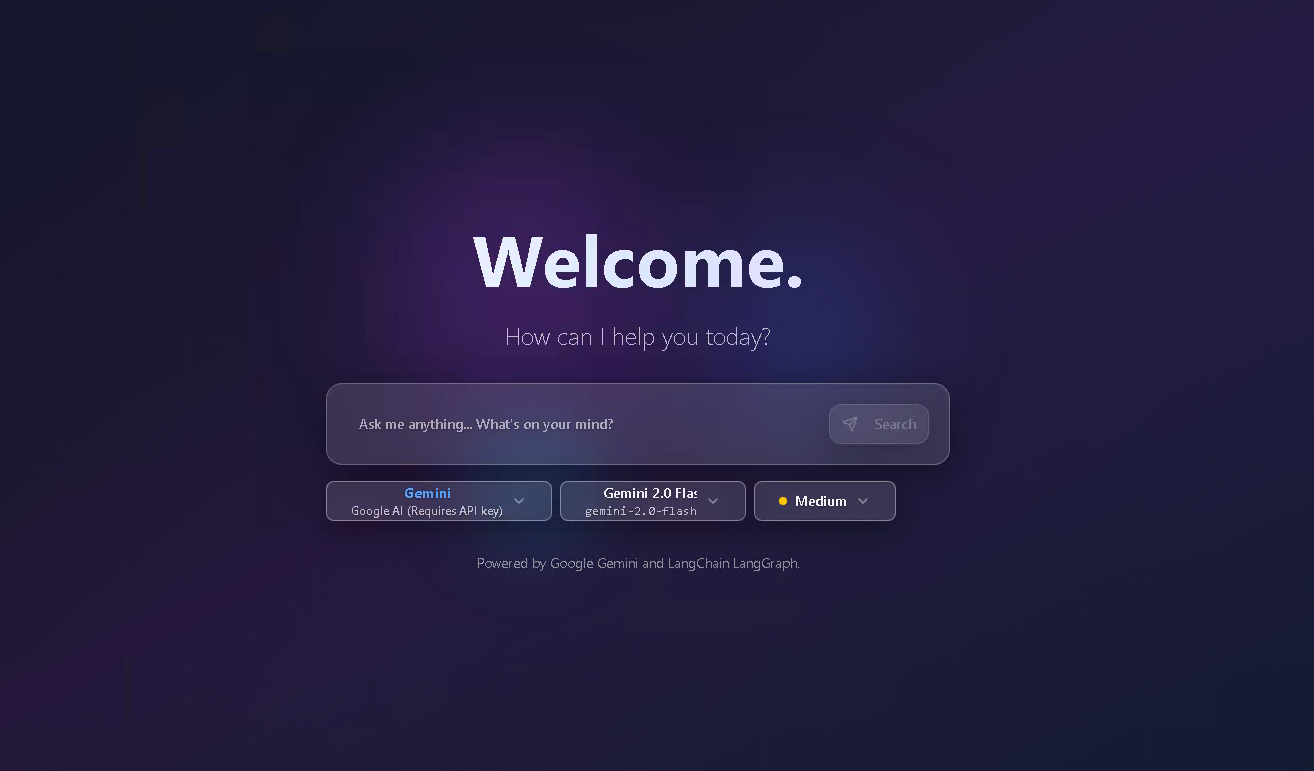 Welcome.
How can I help you today?
Ask me anything... What's on your mind?
Search
Gemini
Google AI (Requires API key)
Gemini 2.0 Flas
gemini-2.0-flash
Medium
Powered by Google Gemini and LangChain LangGraph.